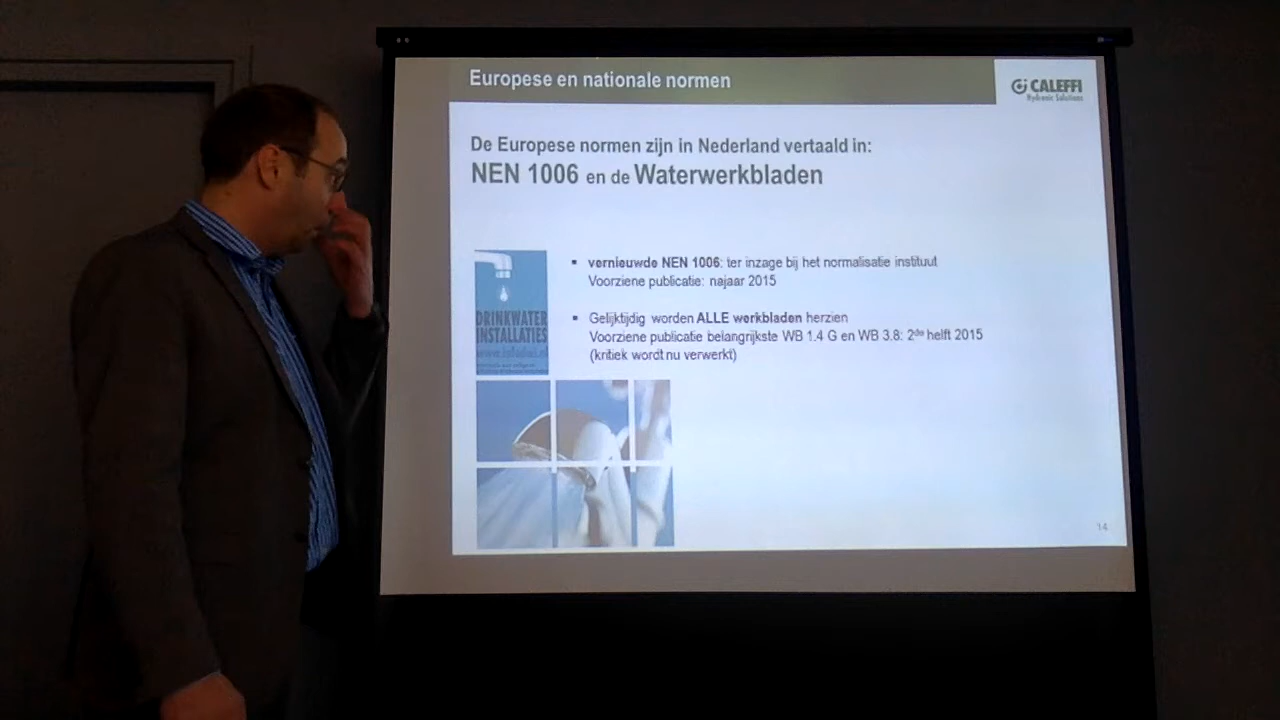 Europese en nationale normen
CALEFFI
Hydronic Solutions
De Europese normen zijn in Nederland vertaald in:
NEN 1006 en de Waterwerkbladen
▪ vernieuwde NEN 1006: ter inzage bij het normalisatie instituut
Voorziene publicatie: najaar 2015
▪ Gelijktijdig worden ALLE werkbladen herzien
Voorziene publicatie belangrijkste WB 1.4 G en WB 3.8: 2de helft 2015
(kritiek wordt nu verwerkt)
DRINKWATER
INSTALLATIES
14